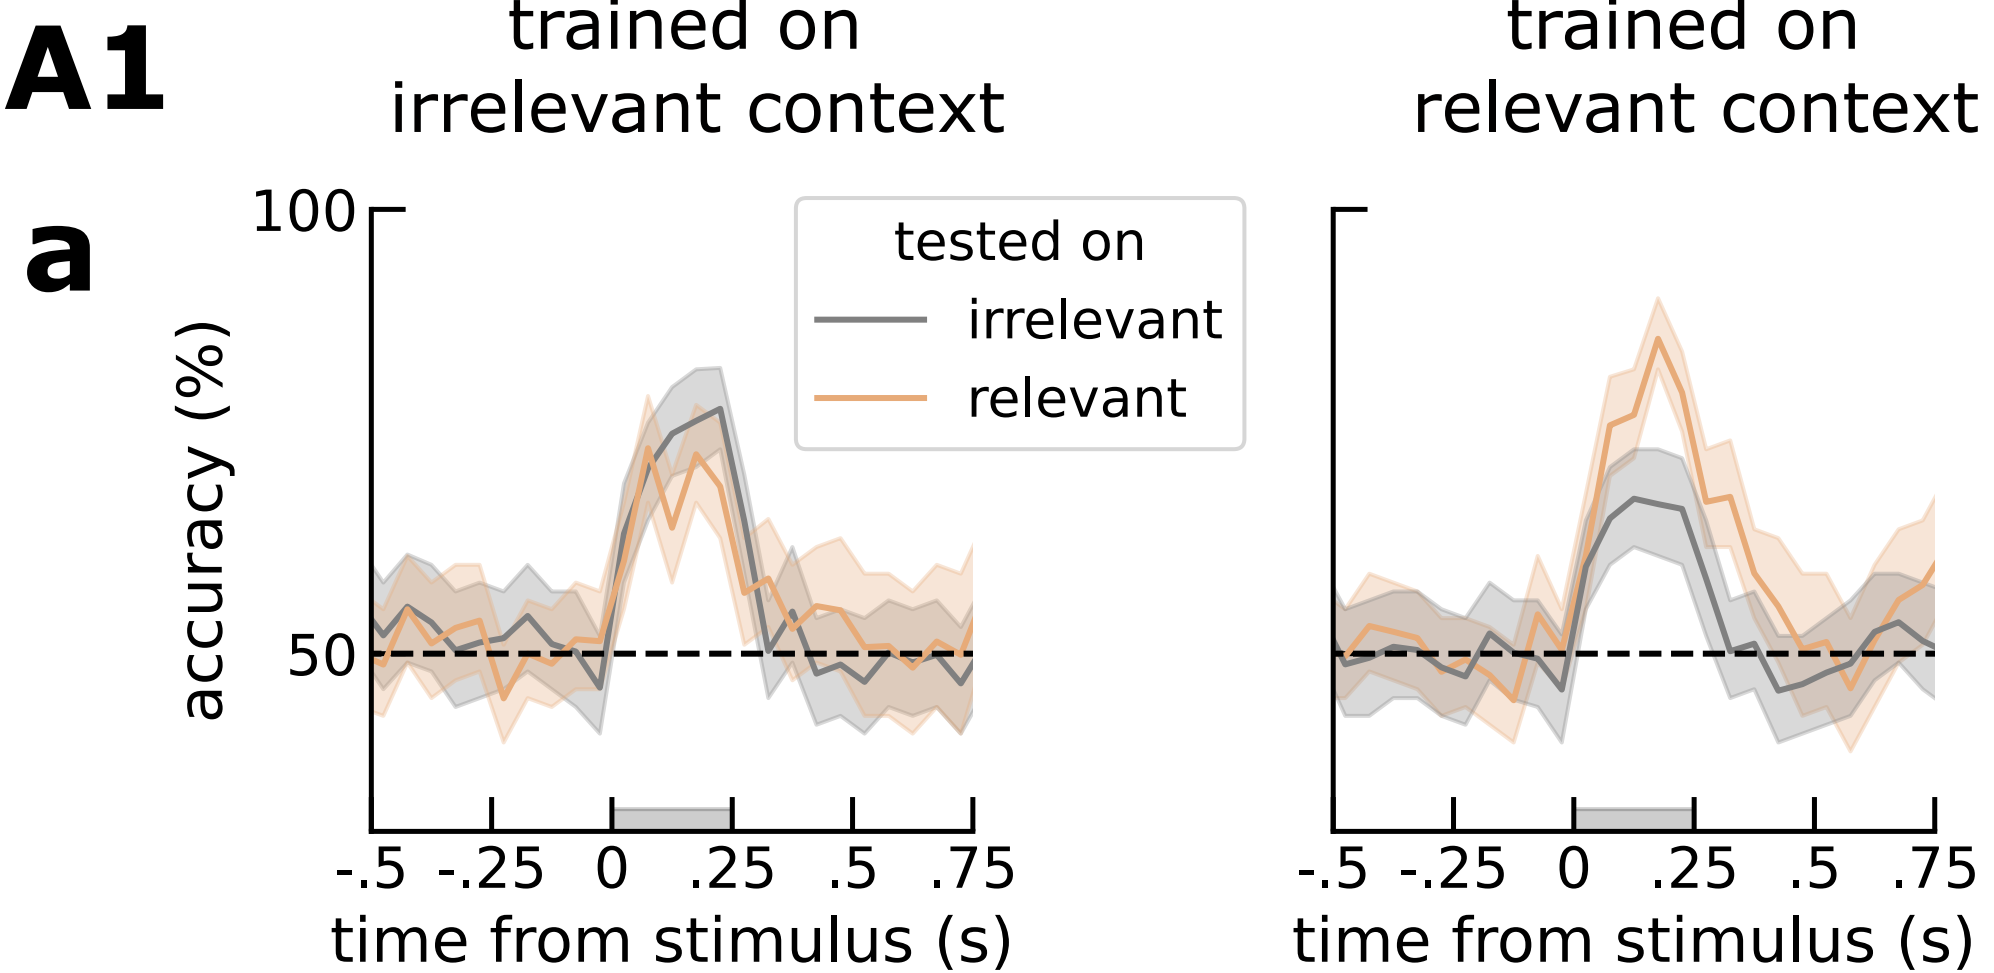 A1
trained on
irrelevant context
trained on
relevant context
a
accuracy (%)
100
50
tested on
irrelevant
relevant
-.5 -.25 0 .25 .5 .75
time from stimulus (s)
-.5 -.25 0 .25 .5 .75
time from stimulus (s)